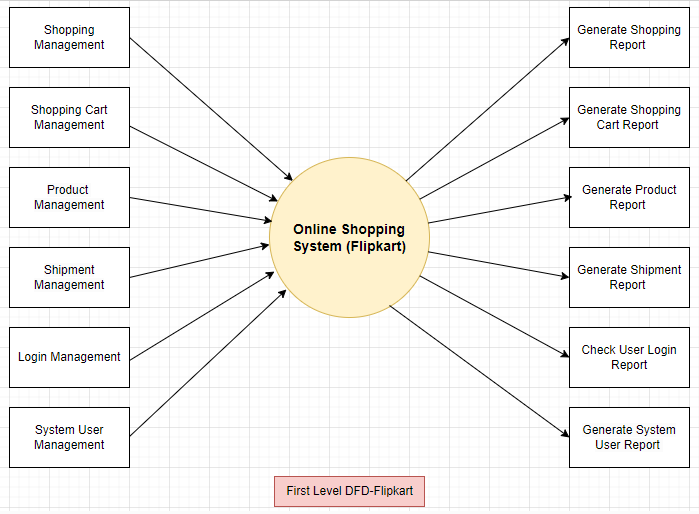 Shopping
Management
Shopping Cart
Management
Product
Management
Shipment
Management
Login Management
System User
Management
Online Shopping
System (Flipkart)
Generate Shopping
Report
Generate Shopping
Cart Report
Generate Product
Report
Generate Shipment
Report
Check User Login
Report
Generate System
User Report
First Level DFD-Flipkart